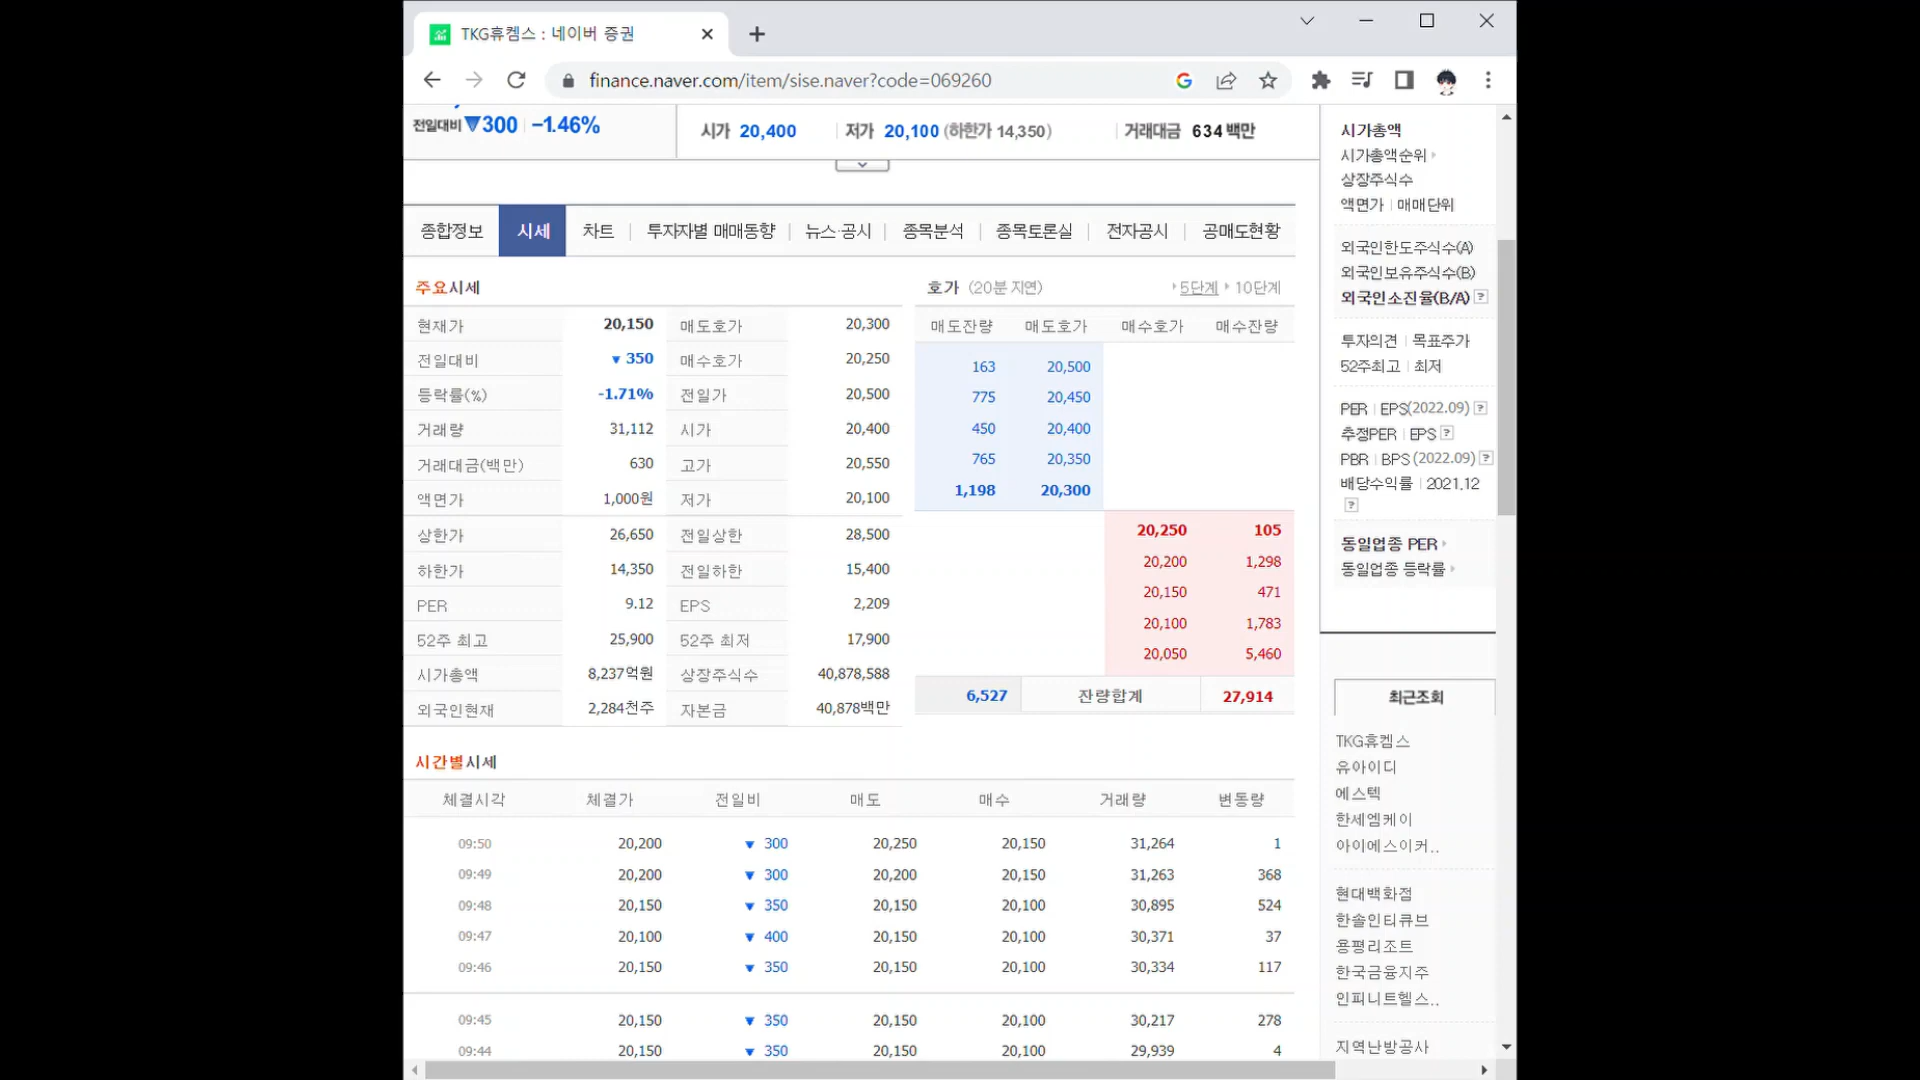 TKG휴켐스 : 네이버 증권
finance.naver.com/item/sise.naver?code=069260
전일대비 ▼300 −1.46%
시가 20,400 저가 20,100 (하한가 14,350) 거래대금 634 백만
종합정보 시세 차트 투자자별 매매동향 뉴스·공시 종목분석 종목토론실 전자공시 공매도현황
주요시세
현재가 20,150 매도호가 20,300
전일대비 ▼ 350 매수호가 20,250
등락률(%) -1.71% 전일가 20,500
거래량 31,112 시가 20,400
거래대금(백만) 630 고가 20,550
액면가 1,000원 저가 20,100
상한가 26,650 전일상한 28,500
하한가 14,350 전일하한 15,400
PER 9.12 EPS 2,209
52주 최고 25,900 52주 최저 17,900
시가총액 8,237억원 상장주식수 40,878,588
외국인현재 2,284천주 자본금 40,878백만
호가 (20분 지연) 5단계 10단계
매도잔량 매도호가 매수호가 매수잔량
163 20,500
775 20,450
450 20,400
765 20,350
1,198 20,300
20,250 105
20,200 1,298
20,150 471
20,100 1,783
20,050 5,460
6,527 잔량합계 27,914
시간별시세
체결시각 체결가 전일비 매도 매수 거래량 변동량
09:50 20,200 ▼ 300 20,250 20,150 31,264 1
09:49 20,200 ▼ 300 20,200 20,150 31,263 368
09:48 20,150 ▼ 350 20,150 20,100 30,895 524
09:47 20,100 ▼ 400 20,150 20,100 30,371 37
09:46 20,150 ▼ 350 20,150 20,100 30,334 117
09:45 20,150 ▼ 350 20,150 20,100 30,217 278
09:44 20,150 ▼ 350 20,150 20,100 29,939 4
시가총액
시가총액순위
상장주식수
액면가 매매단위
외국인한도주식수(A)
외국인보유주식수(B)
외국인소진율(B/A) ?
투자의견 목표주가
52주최고 최저
PER EPS(2022.09) ?
추정PER EPS ?
PBR BPS (2022.09) ?
배당수익률 2021.12
?
동일업종 PER
동일업종 등락률
최근조회
TKG휴켐스
유아이디
에스텍
한세엠케이
아이에스이커..
현대백화점
한솔인티큐브
용평리조트
한국금융지주
인피니트헬스..
지역난방공사